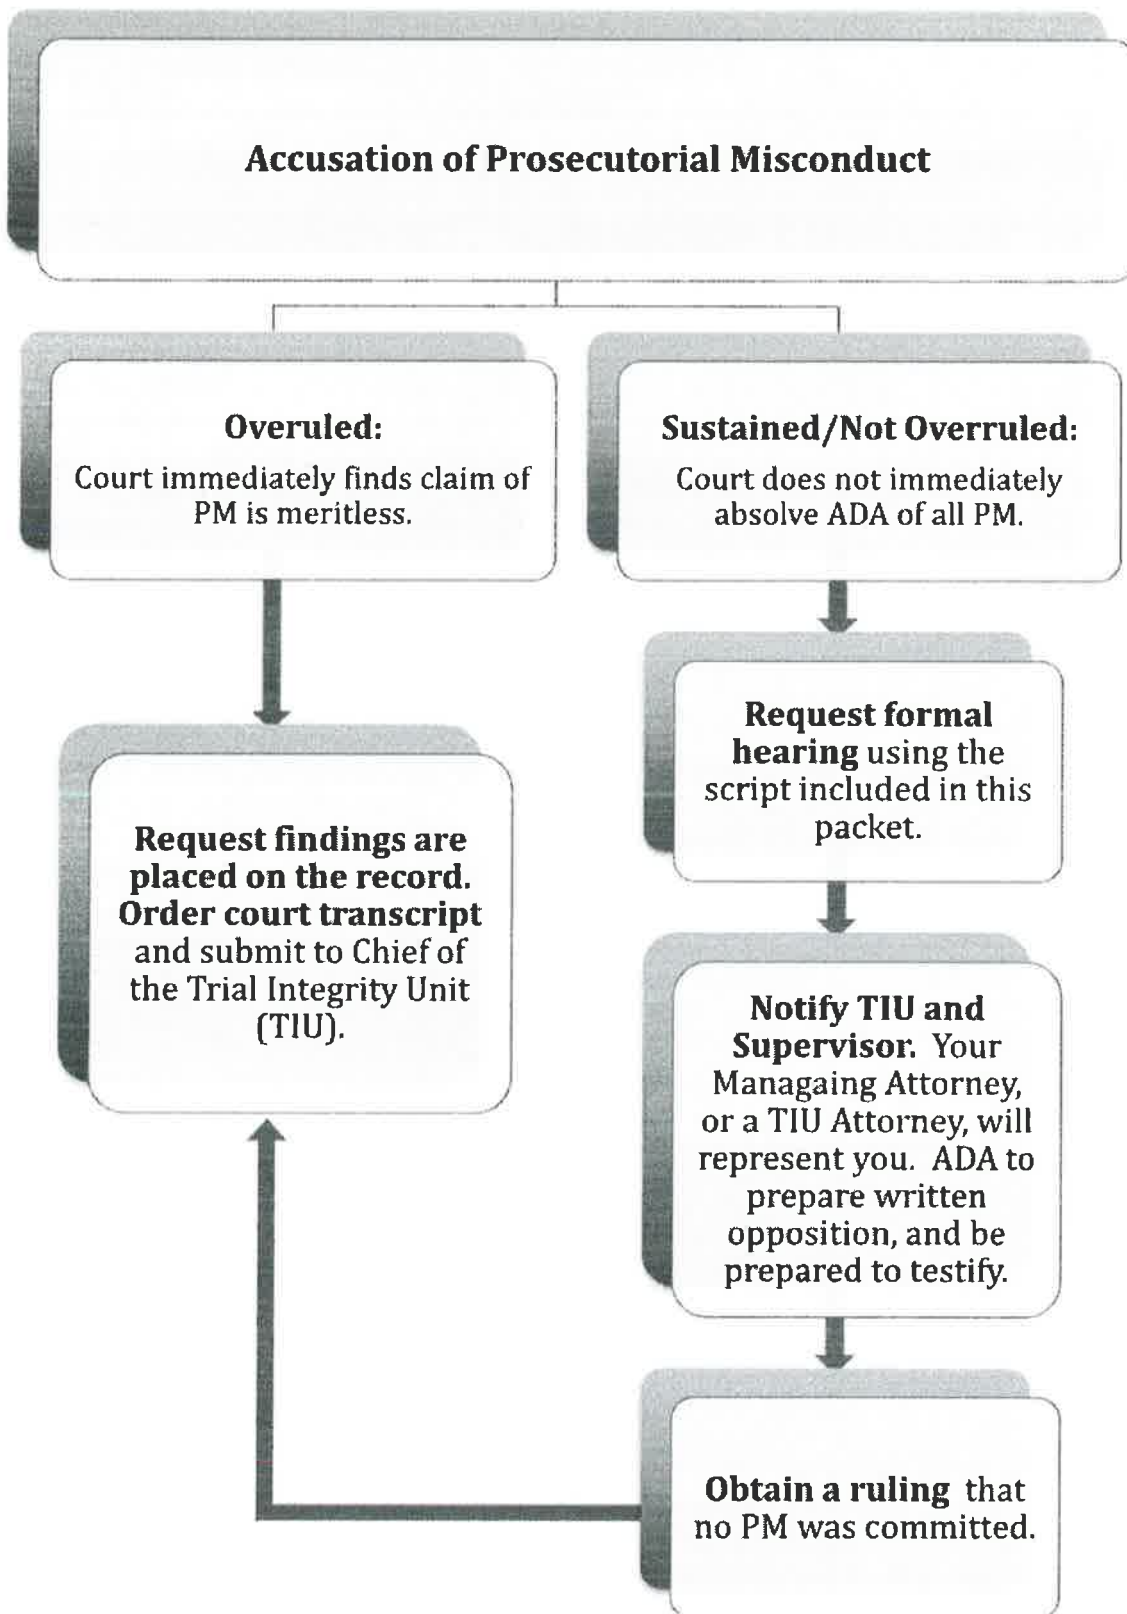 Accusation of Prosecutorial Misconduct
Overuled:
Court immediately finds claim of
PM is meritless.
Sustained/Not Overruled:
Court does not immediately
absolve ADA of all PM.
Request formal
hearing using the
script included in this
packet.
Request findings are
placed on the record.
Order court transcript
and submit to Chief of
the Trial Integrity Unit
(TIU).
Notify TIU and
Supervisor. Your
Managaing Attorney,
or a TIU Attorney, will
represent you. ADA to
prepare written
opposition, and be
prepared to testify.
Obtain a ruling that
no PM was committed.